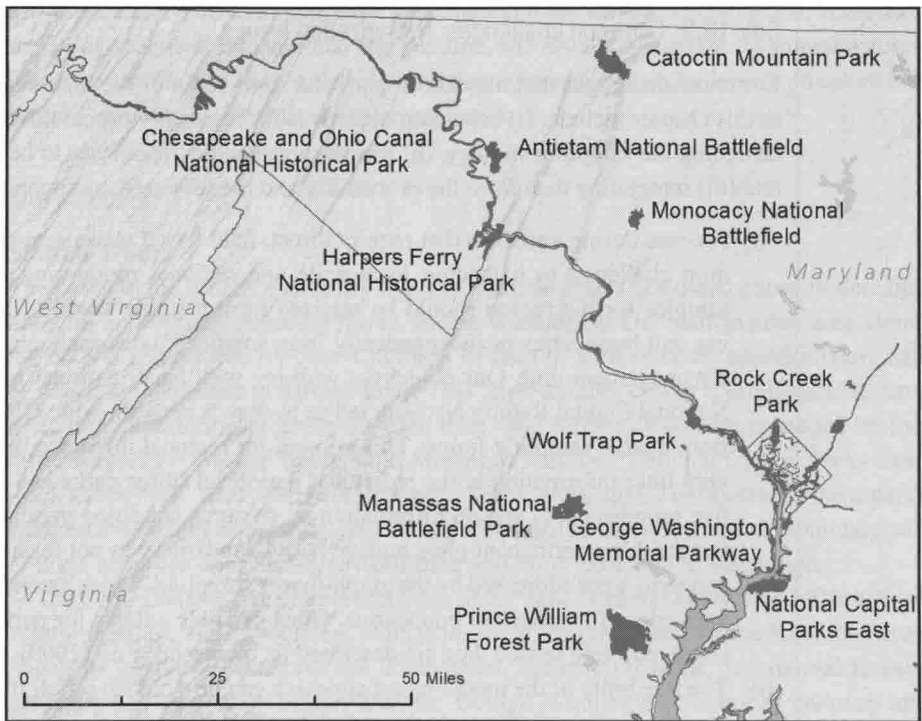 Catoctin Mountain Park
Chesapeake and Ohio Canal
National Historical Park
Antietam National Battlefield
Monocacy National
Battlefield
Harpers Ferry
National Historical Park
Maryland
West Virginia
Rock Creek
Park
Wolf Trap Park
Manassas National
Battlefield Park
George Washington
Memorial Parkway
Virginia
National Capital
Parks East
Prince William
Forest Park
0 25 50 Miles